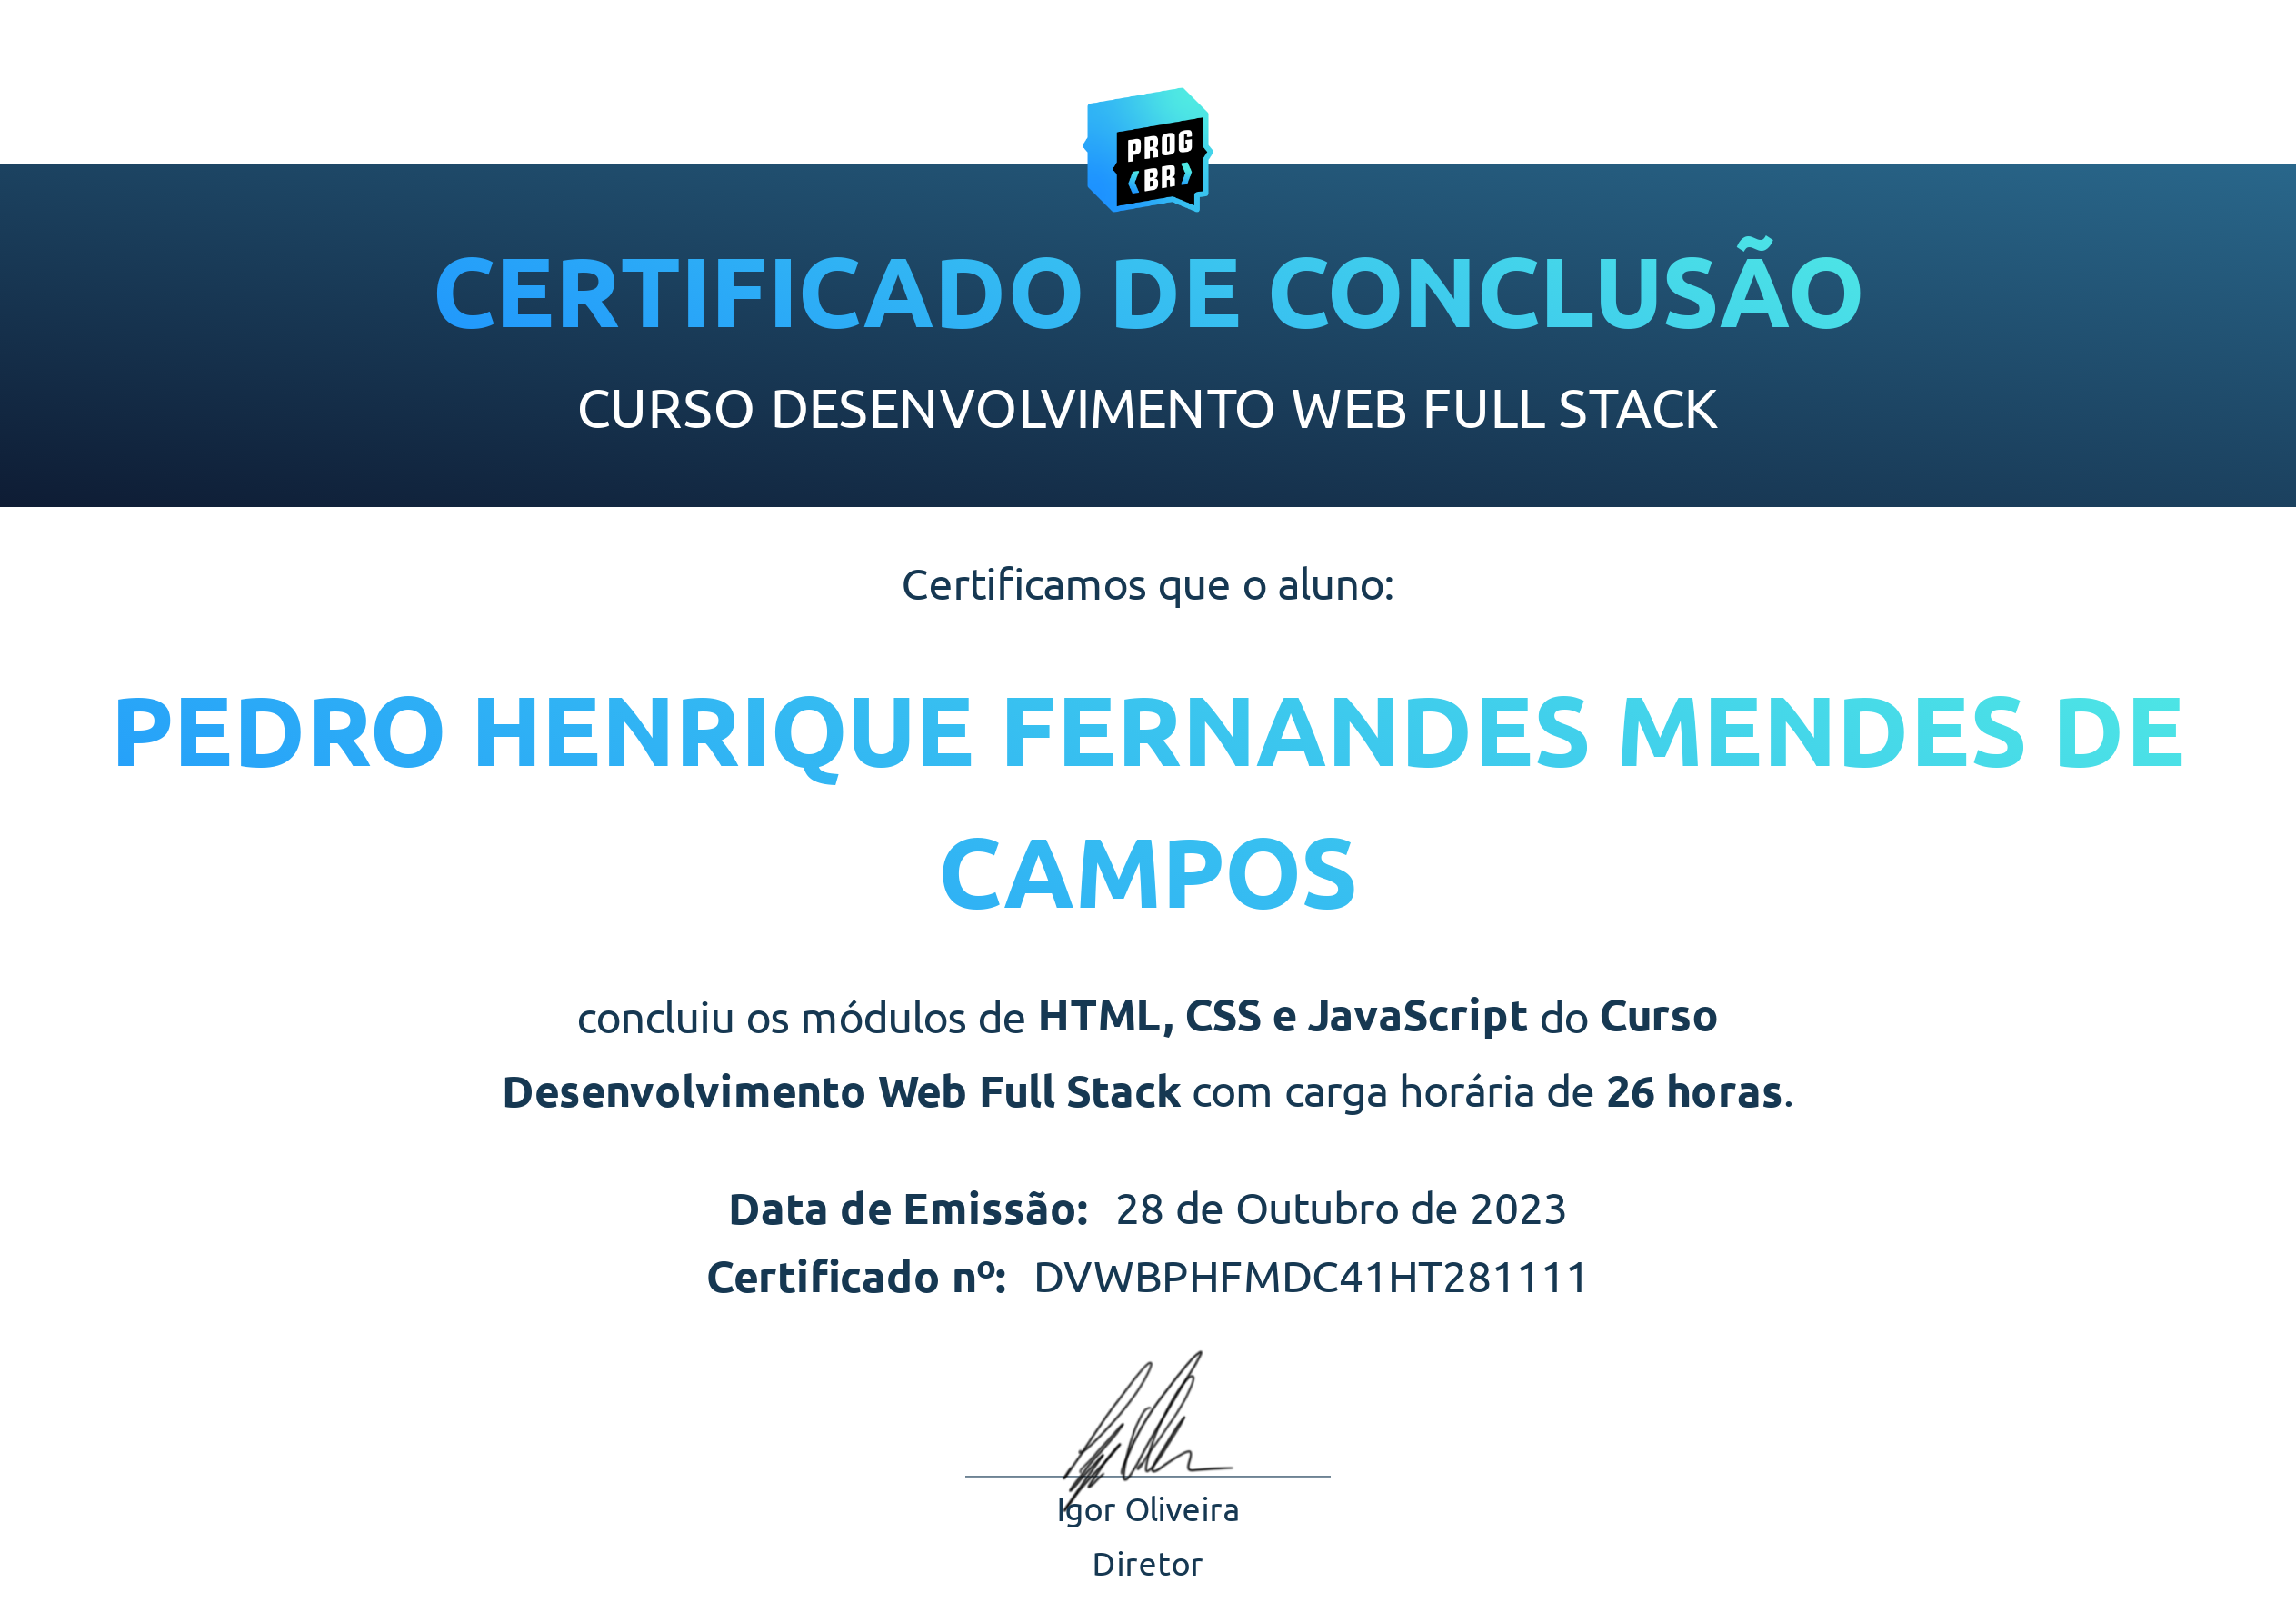 PROG
BR
CERTIFICADO DE CONCLUSÃO
CURSO DESENVOLVIMENTO WEB FULL STACK
Certificamos que o aluno:
PEDRO HENRIQUE FERNANDES MENDES DE
CAMPOS
concluiu os módulos de HTML, CSS e JavaScript do Curso
Desenvolvimento Web Full Stack com carga horária de 26 horas.
Data de Emissão: 28 de Outubro de 2023
Certificado nº: DVWBPHFMDC41HT281111
Igor Oliveira
Diretor